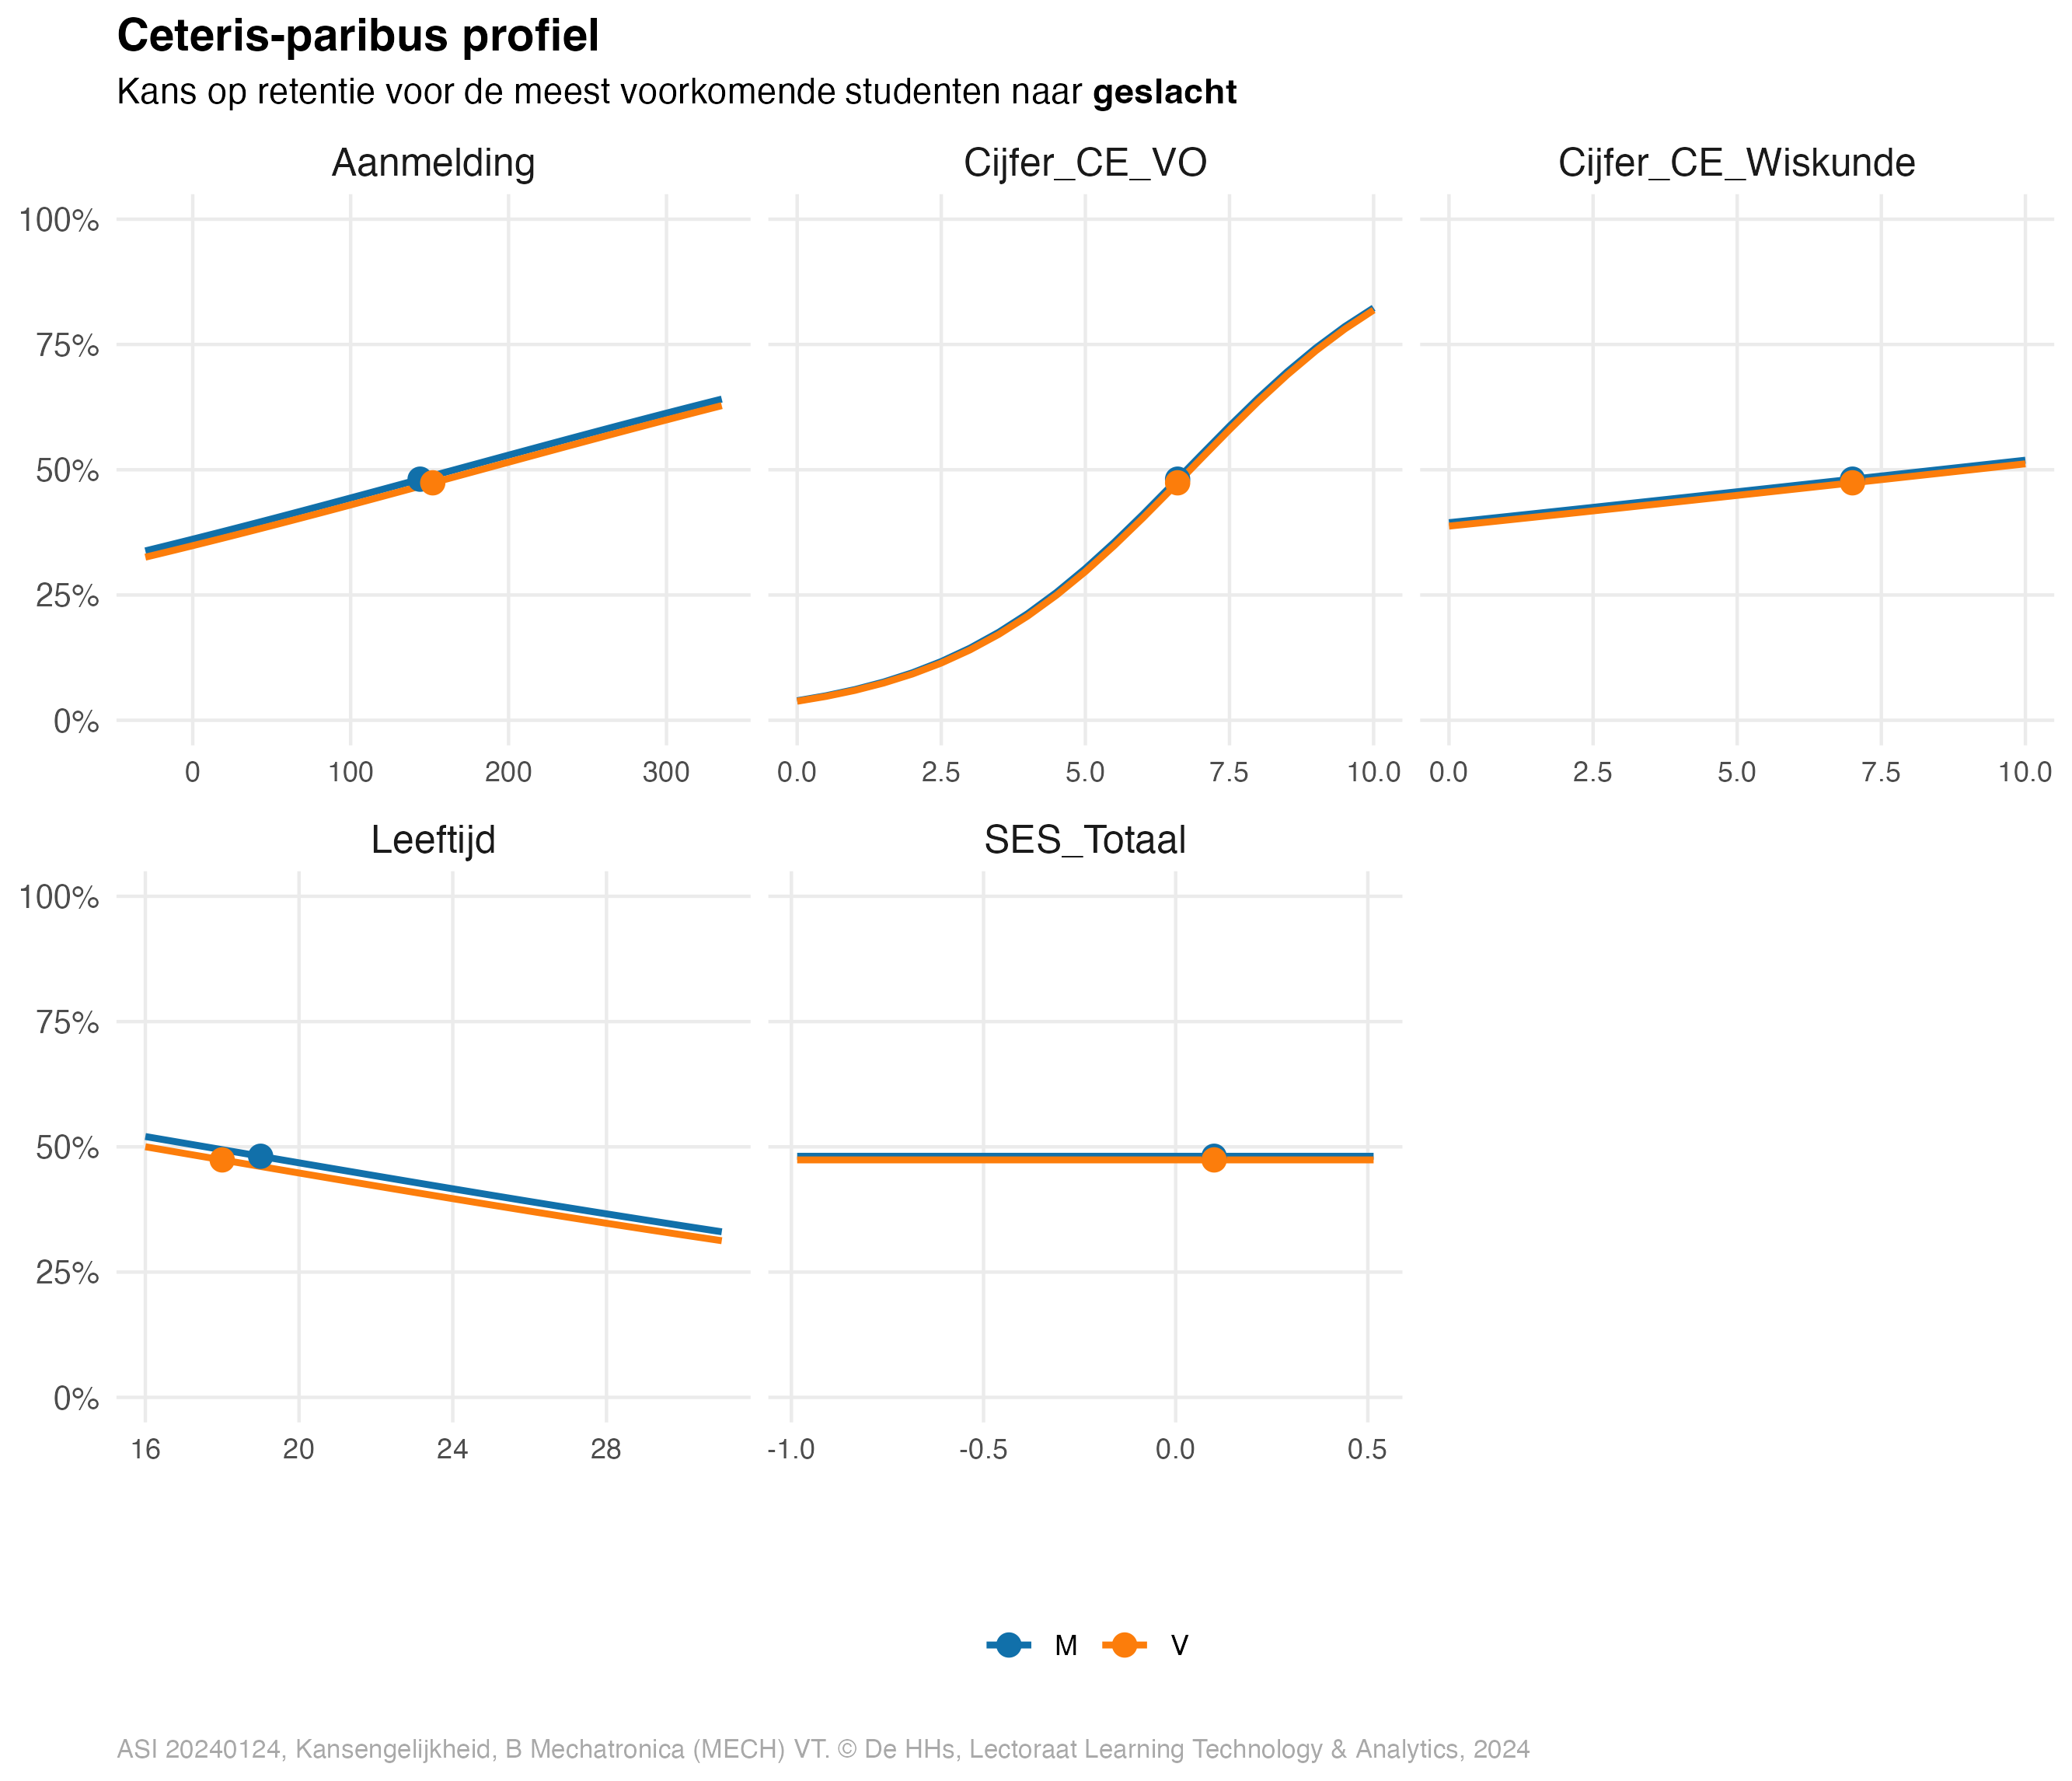 Ceteris-paribus profiel
Kans op retentie voor de meest voorkomende studenten naar geslacht
Aanmelding
Cijfer_CE_VO
Cijfer_CE_Wiskunde
100%
75%
50%
25%
0%
0 100 200 300
0.0 2.5 5.0 7.5 10.0
0.0 2.5 5.0 7.5 10.0
Leeftijd
SES_Totaal
100%
75%
50%
25%
0%
16 20 24 28
-1.0 -0.5 0.0 0.5
M V
ASI 20240124, Kansengelijkheid, B Mechatronica (MECH) VT. © De HHs, Lectoraat Learning Technology & Analytics, 2024